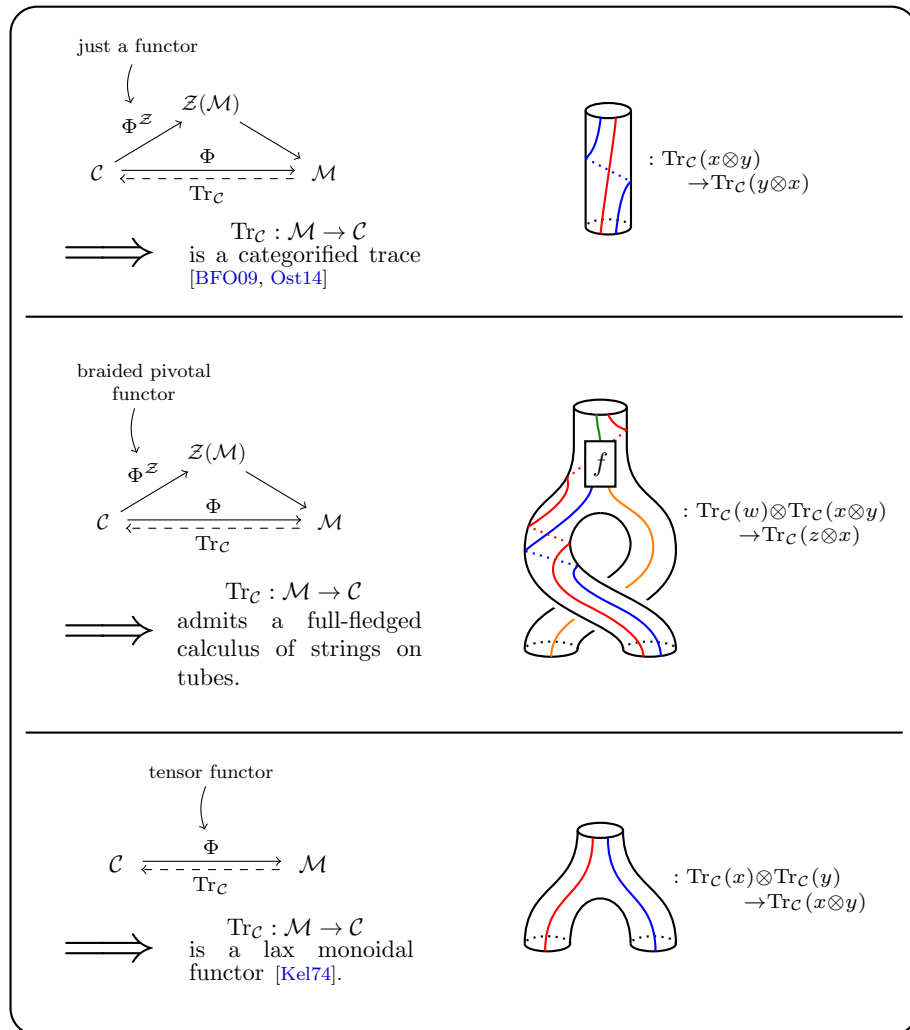 just a functor
Φ^𝒵
𝒵(ℳ)
𝒞
Φ
ℳ
Tr_𝒞
: Tr_𝒞(x⊗y)
→Tr_𝒞(y⊗x)
⟹
Tr_𝒞 : ℳ → 𝒞
is a categorified trace
[BFO09, Ost14]
braided pivotal
functor
Φ^𝒵
𝒵(ℳ)
𝒞
Φ
ℳ
Tr_𝒞
f
: Tr_𝒞(w)⊗Tr_𝒞(x⊗y)
→Tr_𝒞(z⊗x)
⟹
Tr_𝒞 : ℳ → 𝒞
admits a full-fledged
calculus of strings on
tubes.
tensor functor
𝒞
Φ
ℳ
Tr_𝒞
: Tr_𝒞(x)⊗Tr_𝒞(y)
→Tr_𝒞(x⊗y)
⟹
Tr_𝒞 : ℳ → 𝒞
is a lax monoidal
functor [Kel74].